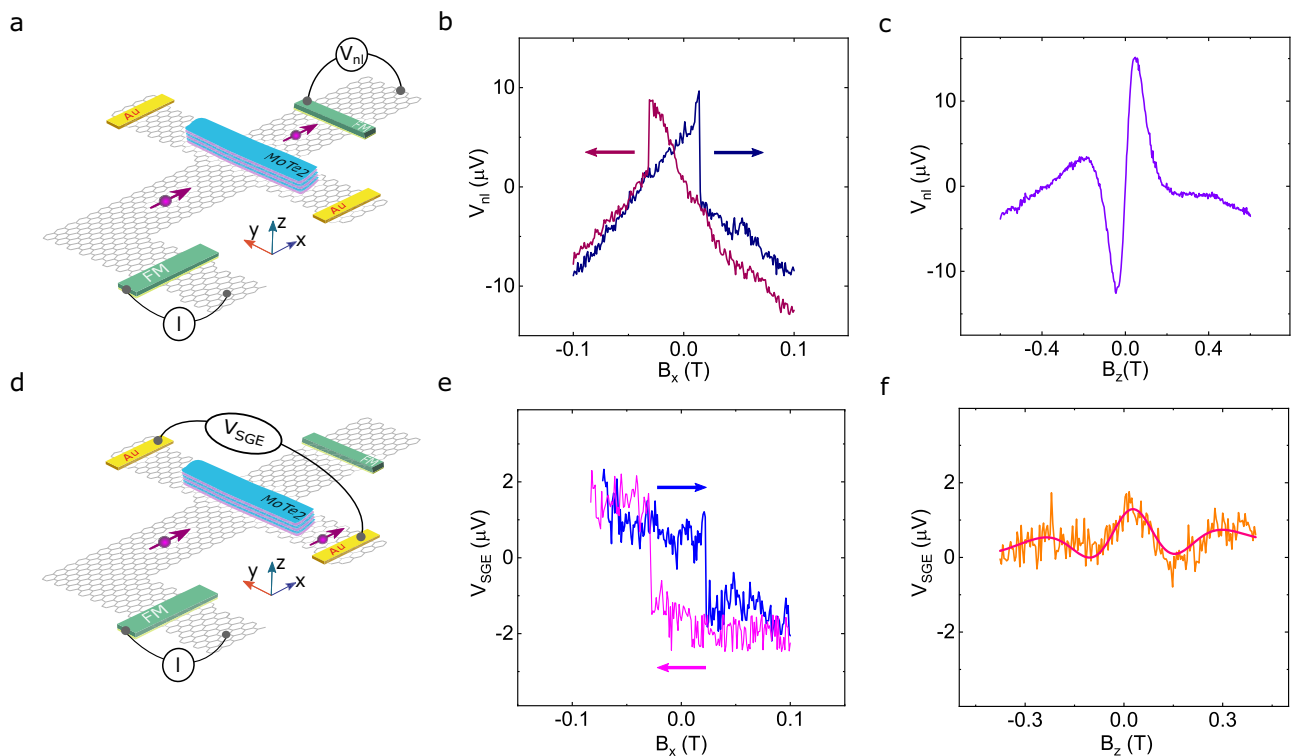 a
V_nl
Au
FM
MoTe2
Au
z
y
x
FM
I
b
V_nl (μV)
10
0
-10
-0.1
0.0
0.1
B_x (T)
c
V_nl (μV)
10
0
-10
-0.4
0.0
0.4
B_z(T)
d
V_SGE
Au
FM
MoTe2
Au
z
y
x
FM
I
e
V_SGE (μV)
2
0
-2
-0.1
0.0
0.1
B_x (T)
f
V_SGE (μV)
2
0
-2
-0.3
0.0
0.3
B_z (T)